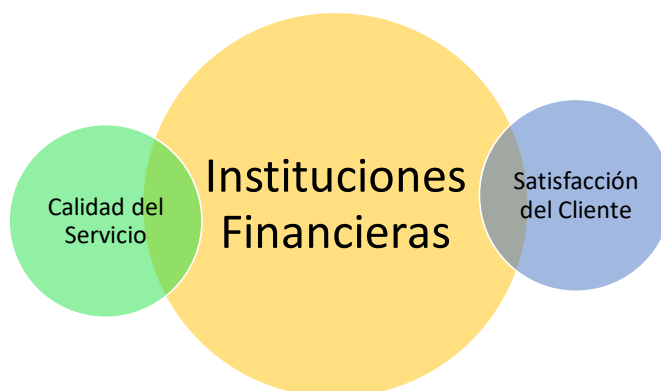 Calidad del
Servicio
Instituciones
Financieras
Satisfacción
del Cliente